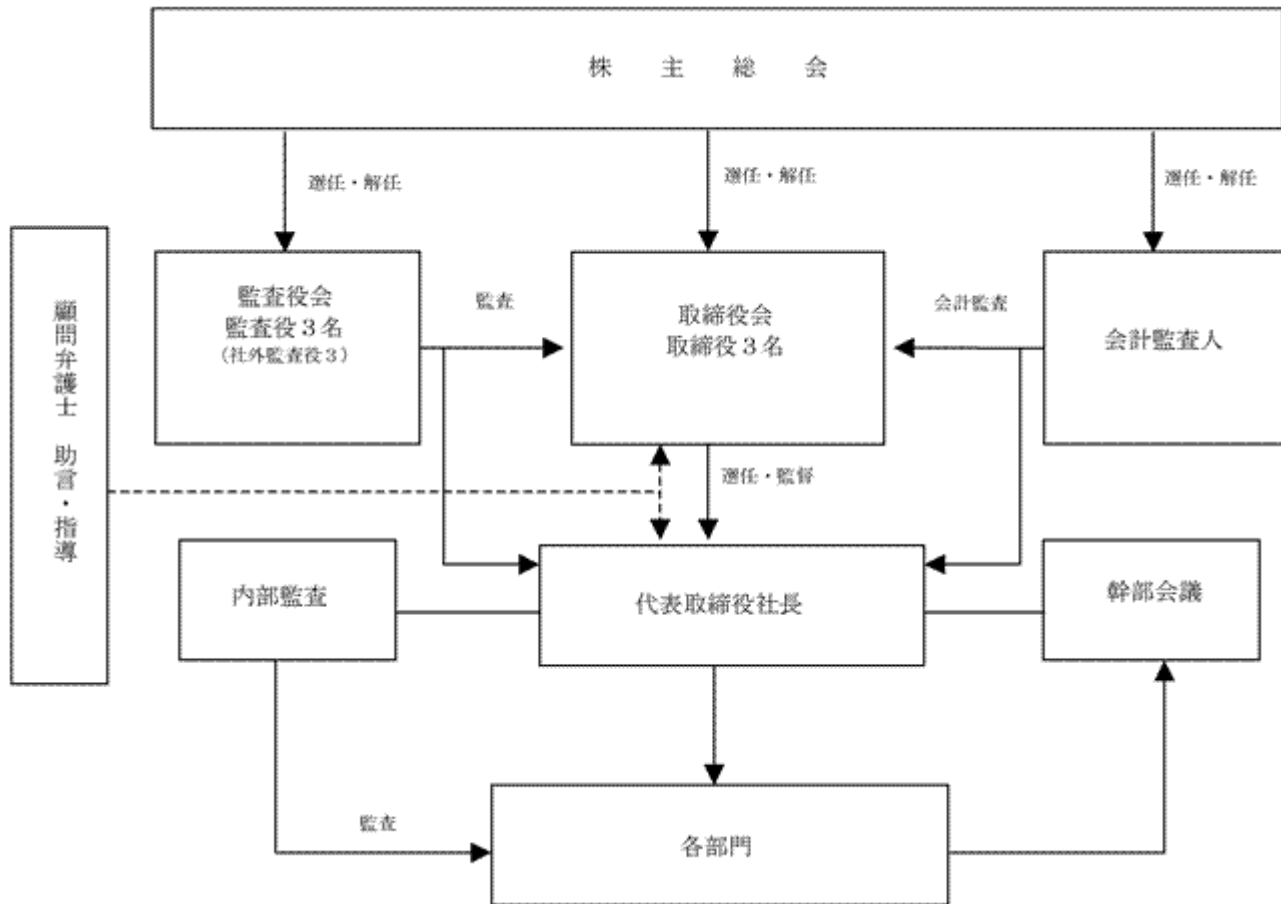 株主総会
選任・解任
選任・解任
選任・解任
顧問弁護士 助言・指導
監査役会
監査役3名
(社外監査役3)
監査
取締役会
取締役3名
会計監査
会計監査人
選任・監督
内部監査
代表取締役社長
幹部会議
監査
各部門